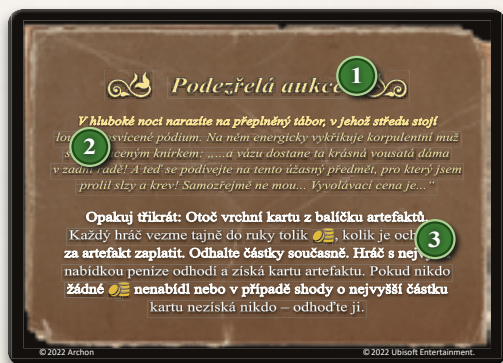 Podezřelá aukce
1
V hluboké noci narazíte na přeplněný tábor, v jehož středu stojí
2
osvícené pódium. Na něm energicky vykřikuje korpulentní muž
s knírkem: „...a vázu dostane ta krásná vousatá dáma
v zadní řadě! A teď se podívejte na tento úžasný předmět, pro který jsem
prolil slzy a krev! Samozřejmě ne mou... Vyvolávací cena je...“
Opakuj třikrát: Otoč vrchní kartu z balíčku artefaktů.
Každý hráč vezme tajně do ruky tolik , kolik je
3
za artefakt zaplatit. Odhalte částky současně. Hráč s
nabídkou peníze odhodí a získá kartu artefaktu. Pokud nikdo
žádné nenabídl nebo v případě shody o nejvyšší částku
kartu nezíská nikdo – odhoďte ji.
© 2022 Archon
© 2022 Ubisoft Entertainment.